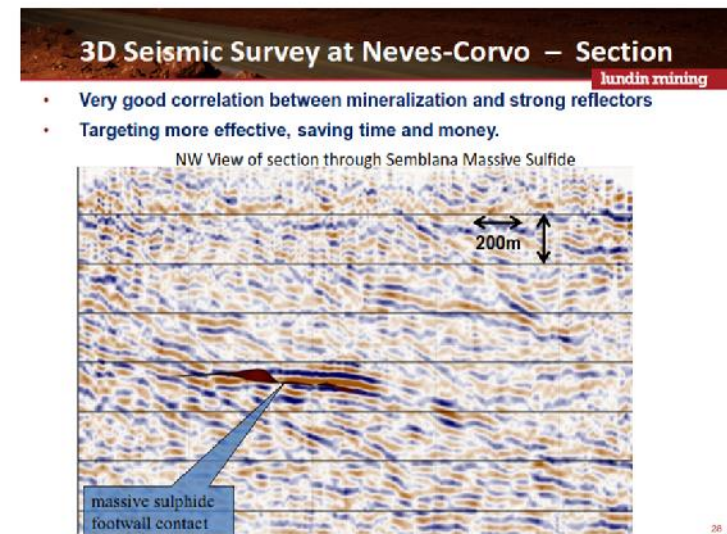 3D Seismic Survey at Neves-Corvo – Section
lundin mining
• Very good correlation between mineralization and strong reflectors
• Targeting more effective, saving time and money.
NW View of section through Semblana Massive Sulfide
200m
massive sulphide
footwall contact
28